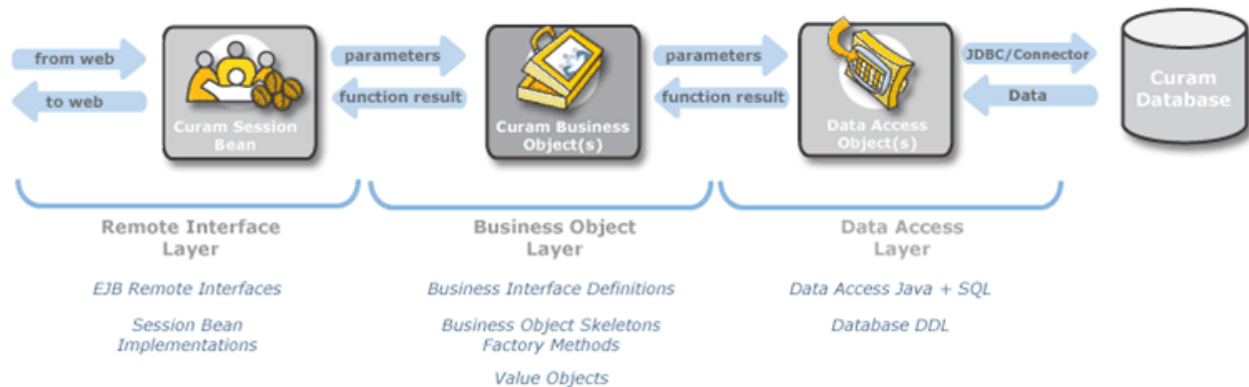 from web
to web
Curam Session
Bean
parameters
function result
Curam Business
Object(s)
parameters
function result
Data Access
Object(s)
JDBC/Connector
Data
Curam
Database
Remote Interface
Layer
EJB Remote Interfaces
Session Bean
Implementations
Business Object
Layer
Business Interface Definitions
Business Object Skeletons
Factory Methods
Value Objects
Data Access
Layer
Data Access Java + SQL
Database DDL